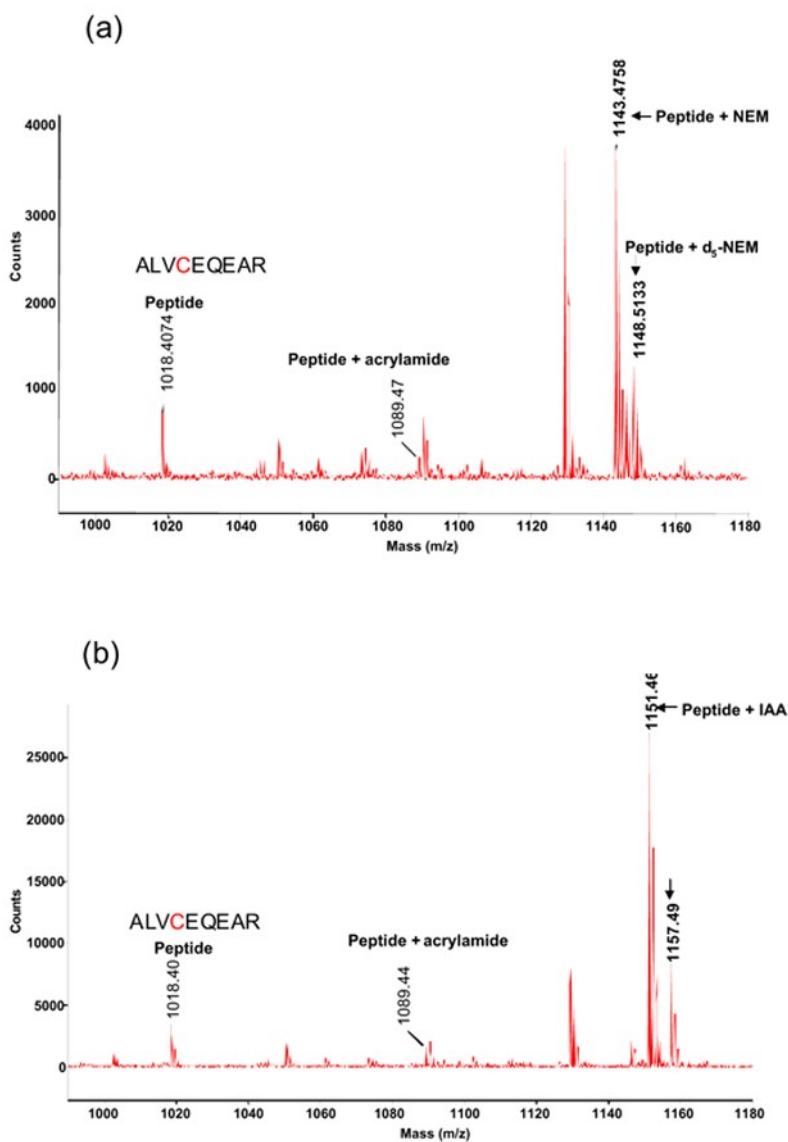 (a)
1143.4758
Peptide + NEM
4000
3000
Counts
2000
1000
0
ALVCEQEAR
Peptide
1018.4074
Peptide + acrylamide
1089.47
Peptide + d₅-NEM
1148.5133
1000 1020 1040 1060 1080 1100 1120 1140 1160 1180
Mass (m/z)
(b)
1151.46
Peptide + IAA
25000
20000
15000
Counts
10000
5000
0
ALVCEQEAR
Peptide
1018.40
Peptide + acrylamide
1089.44
1157.49
1000 1020 1040 1060 1080 1100 1120 1140 1160 1180
Mass (m/z)